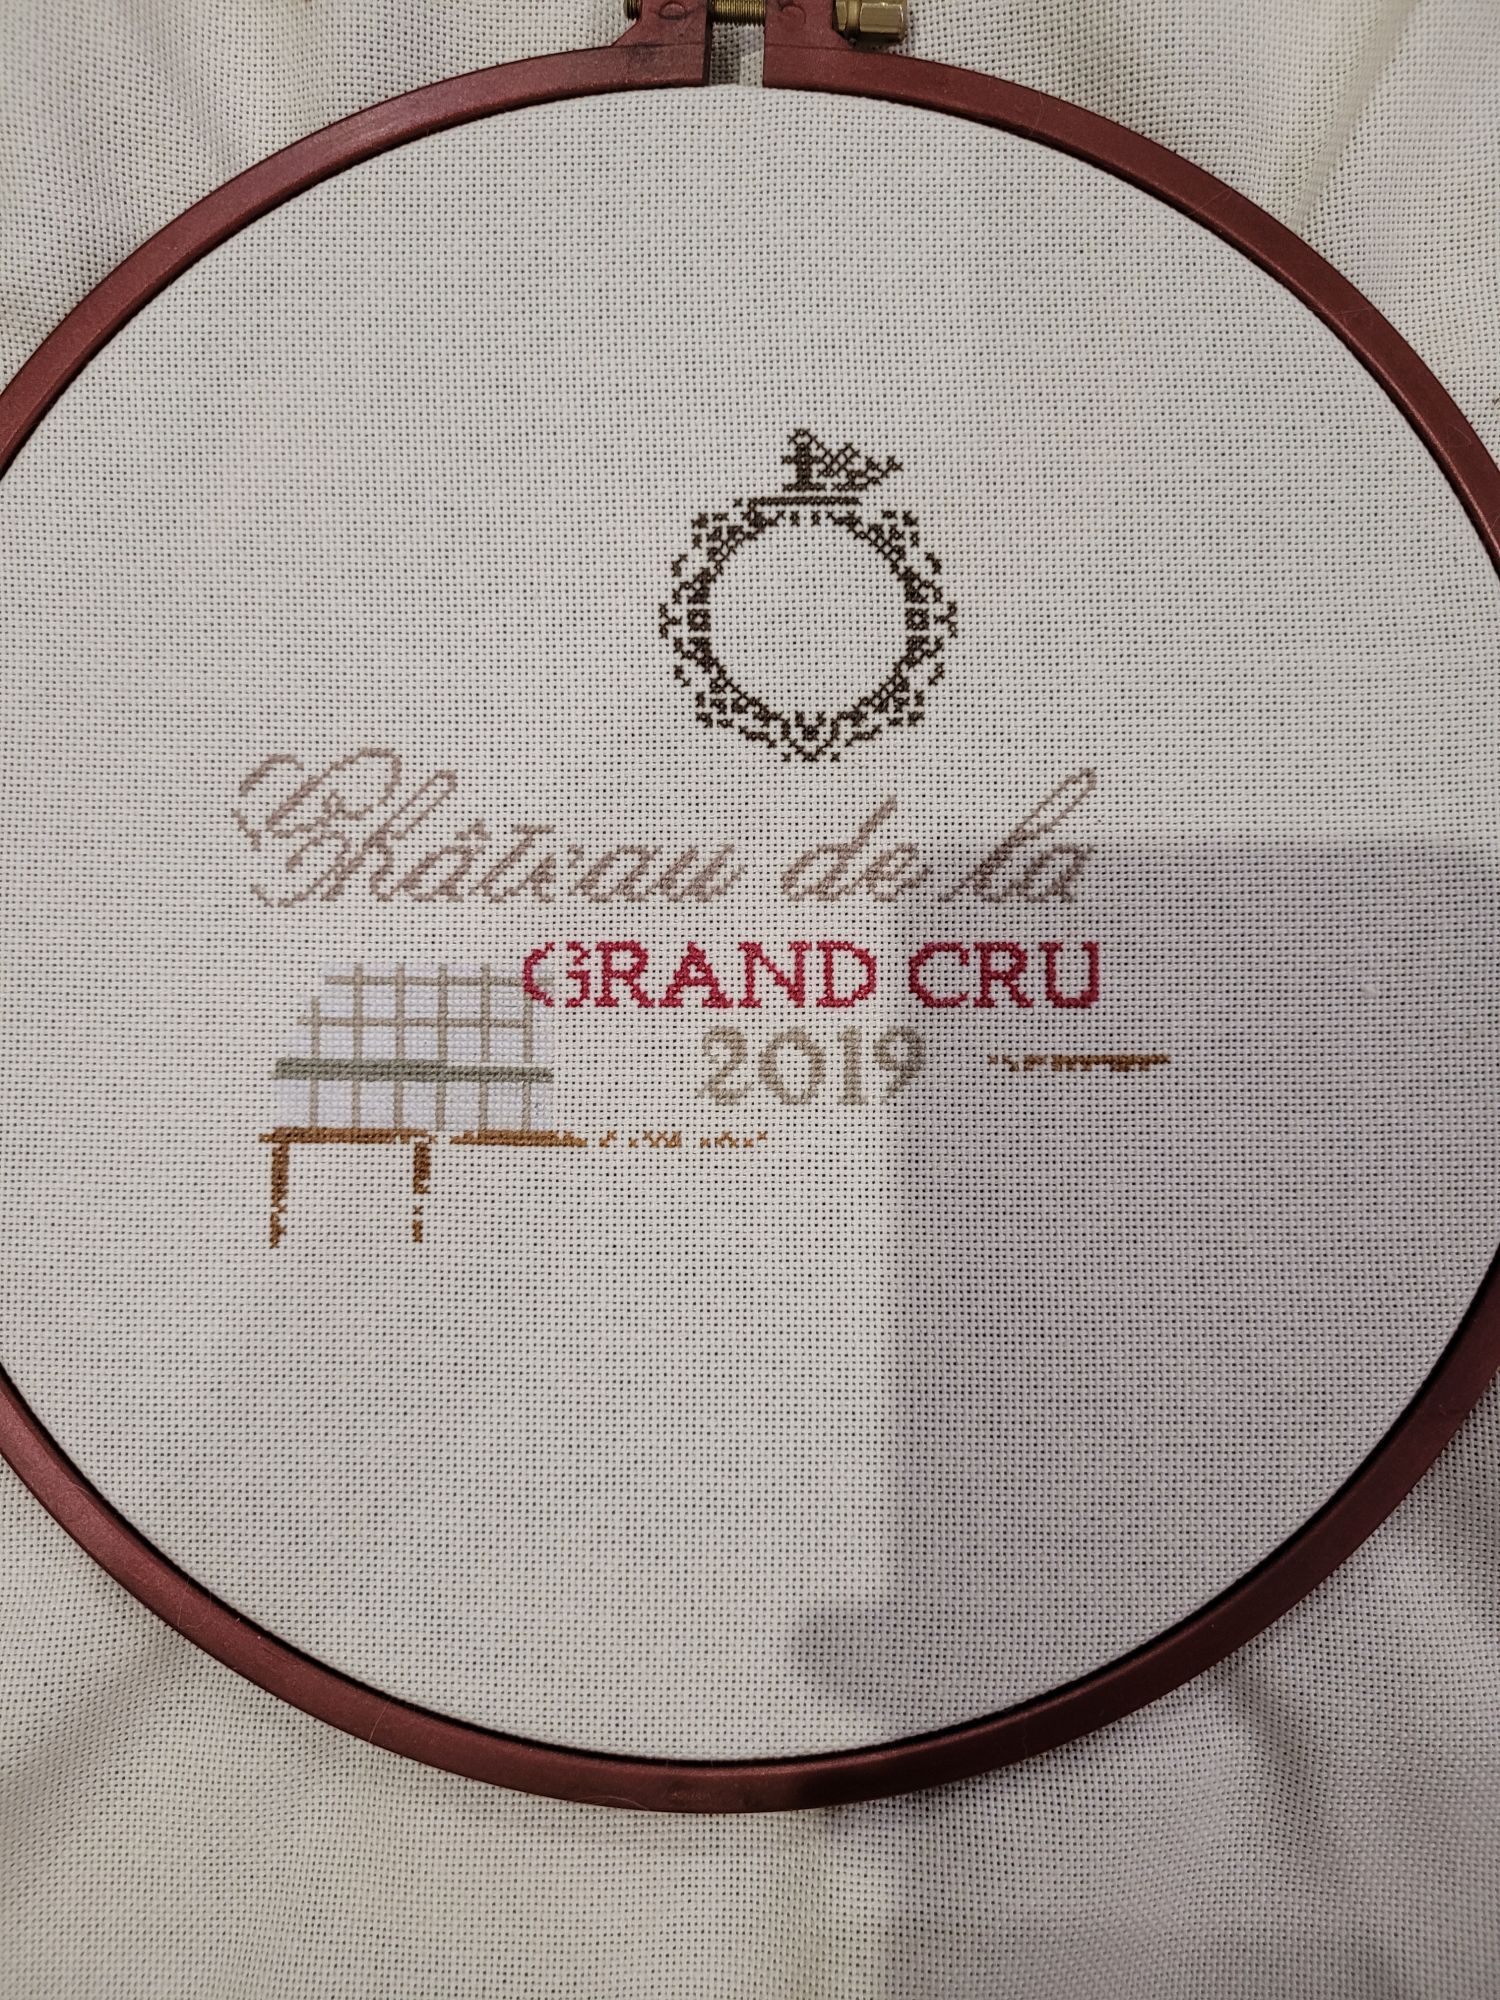 Château de la
GRAND CRU
2019